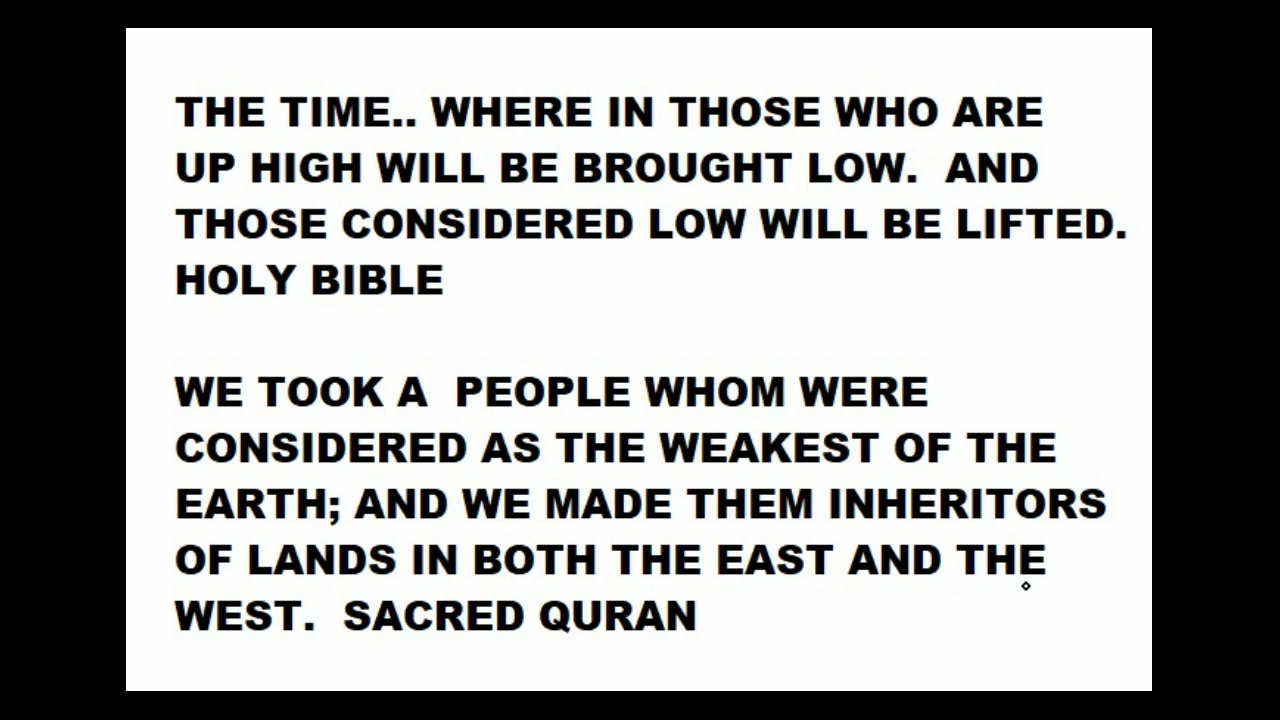 THE TIME.. WHERE IN THOSE WHO ARE
UP HIGH WILL BE BROUGHT LOW.  AND
THOSE CONSIDERED LOW WILL BE LIFTED.
HOLY BIBLE
WE TOOK A  PEOPLE WHOM WERE
CONSIDERED AS THE WEAKEST OF THE
EARTH; AND WE MADE THEM INHERITORS
OF LANDS IN BOTH THE EAST AND THE
WEST.  SACRED QURAN